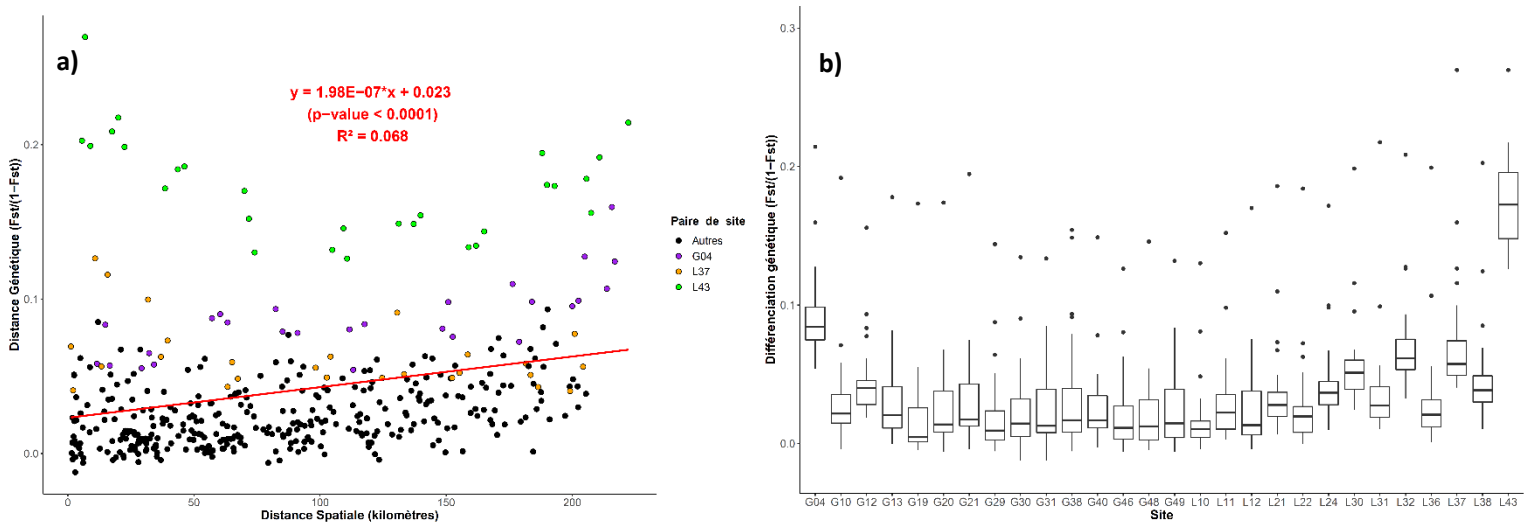 a)
y = 1.98E−07*x + 0.023
(p−value < 0.0001)
R² = 0.068
Distance Génétique (Fst/(1−Fst))
0.2
0.1
0.0
0
50
100
150
200
Distance Spatiale (kilomètres)
Paire de site
Autres
G04
L37
L43
b)
Différenciation génétique (Fst/(1−Fst))
0.3
0.2
0.1
0.0
G04 G10 G12 G13 G19 G20 G21 G29 G30 G31 G38 G40 G46 G48 G49 L10 L11 L12 L21 L22 L24 L30 L31 L32 L36 L37 L38 L43
Site